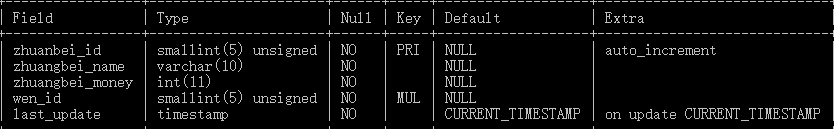 Field | Type | Null | Key | Default | Extra
zhuanbei_id | smallint(5) unsigned | NO | PRI | NULL | auto_increment
zhuangbei_name | varchar(10) | NO | | NULL |
zhuangbei_money | int(11) | NO | | NULL |
wen_id | smallint(5) unsigned | NO | MUL | NULL |
last_update | timestamp | NO | | CURRENT_TIMESTAMP | on update CURRENT_TIMESTAMP